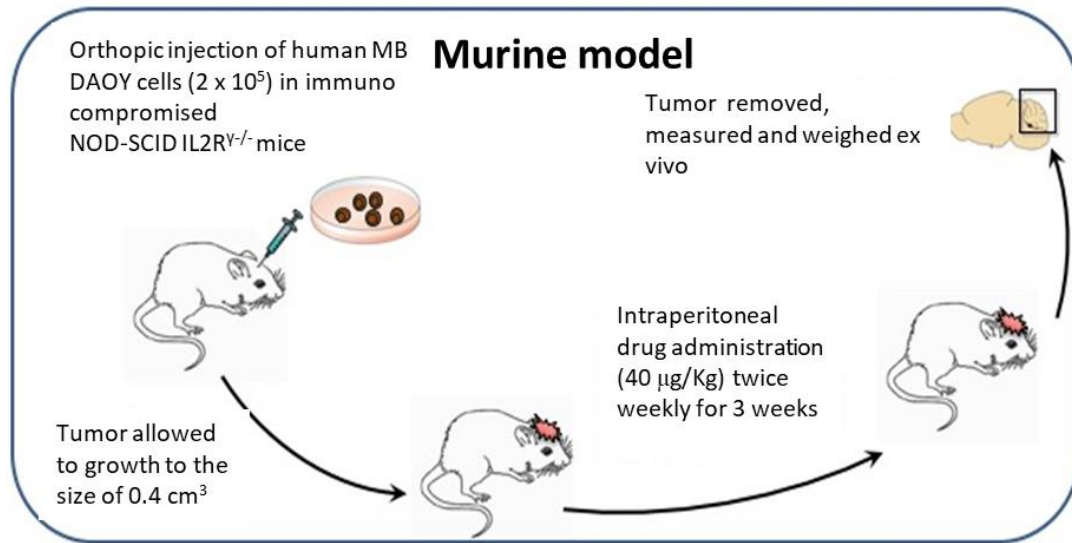 Murine model
Orthopic injection of human MB
DAOY cells (2 x 10⁵) in immuno
compromised
NOD-SCID IL2Rᵞ⁻/⁻ mice
Tumor allowed
to growth to the
size of 0.4 cm³
Intraperitoneal
drug administration
(40 μg/Kg) twice
weekly for 3 weeks
Tumor removed,
measured and weighed ex
vivo